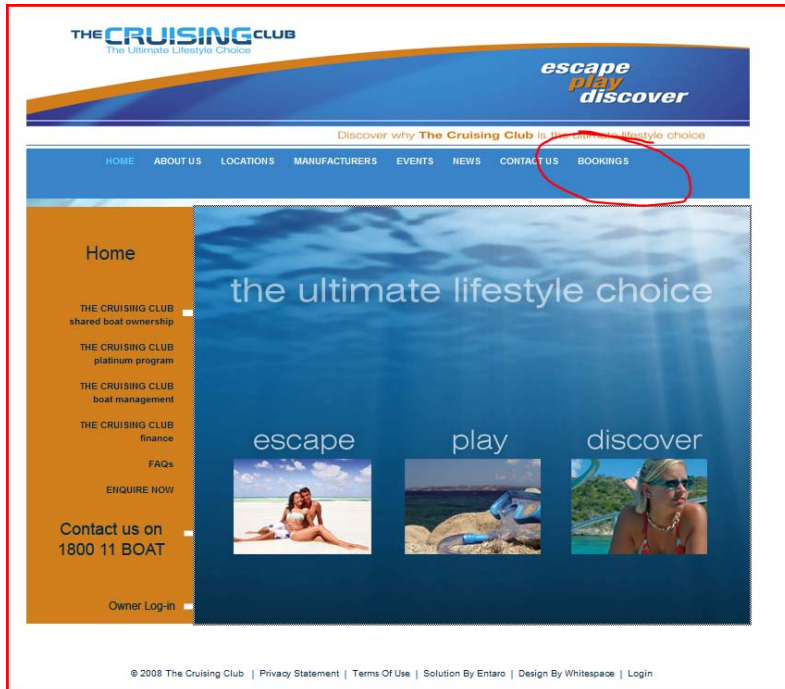 THE CRUISING CLUB
The Ultimate Lifestyle Choice
escape
play
discover
Discover why The Cruising Club is the ultimate lifestyle choice
HOME ABOUT US LOCATIONS MANUFACTURERS EVENTS NEWS CONTACT US BOOKINGS
Home
THE CRUISING CLUB
shared boat ownership
THE CRUISING CLUB
platinum program
THE CRUISING CLUB
boat management
THE CRUISING CLUB
finance
FAQs
ENQUIRE NOW
Contact us on
1800 11 BOAT
Owner Log-in
the ultimate lifestyle choice
escape play discover
© 2008 The Cruising Club | Privacy Statement | Terms Of Use | Solution By Entaro | Design By Whitespace | Login